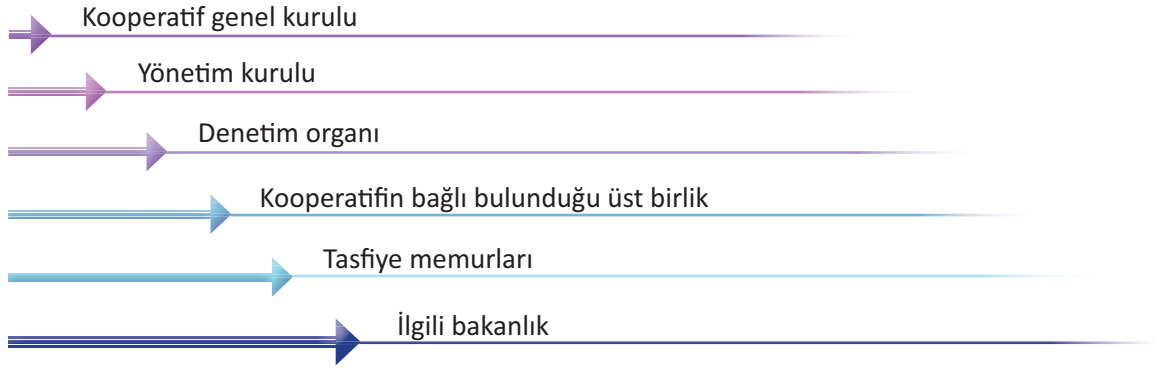 Kooperatif genel kurulu
Yönetim kurulu
Denetim organı
Kooperatifin bağlı bulunduğu üst birlik
Tasfiye memurları
İlgili bakanlık